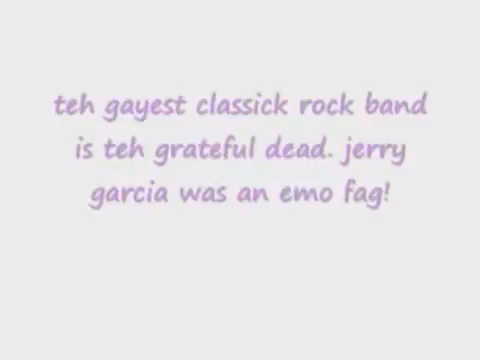 teh gayest classick rock band
is teh grateful dead. jerry
garcia was an emo fag!